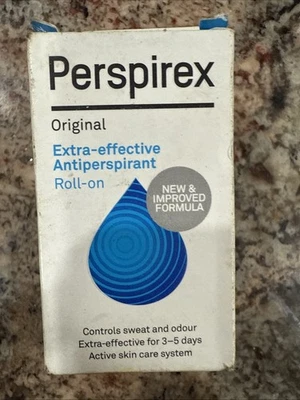 Perspirex
Original
Extra-effective
Antiperspirant
Roll-on
NEW &
IMPROVED
FORMULA
Controls sweat and odour
Extra-effective for 3–5 days
Active skin care system